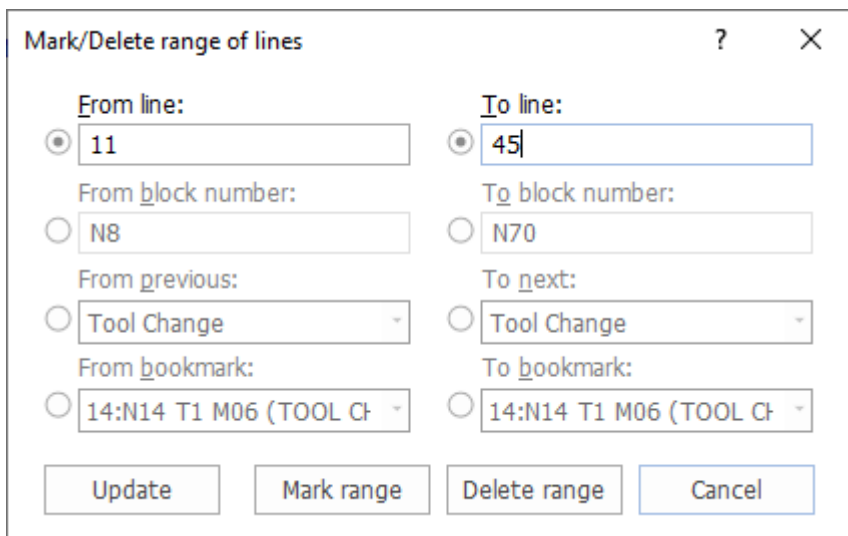 Mark/Delete range of lines ? ×
From line: To line:
11 45
From block number: To block number:
N8 N70
From previous: To next:
Tool Change Tool Change
From bookmark: To bookmark:
14:N14 T1 M06 (TOOL CH 14:N14 T1 M06 (TOOL CH
Update Mark range Delete range Cancel